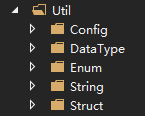 Util
Config
DataType
Enum
String
Struct